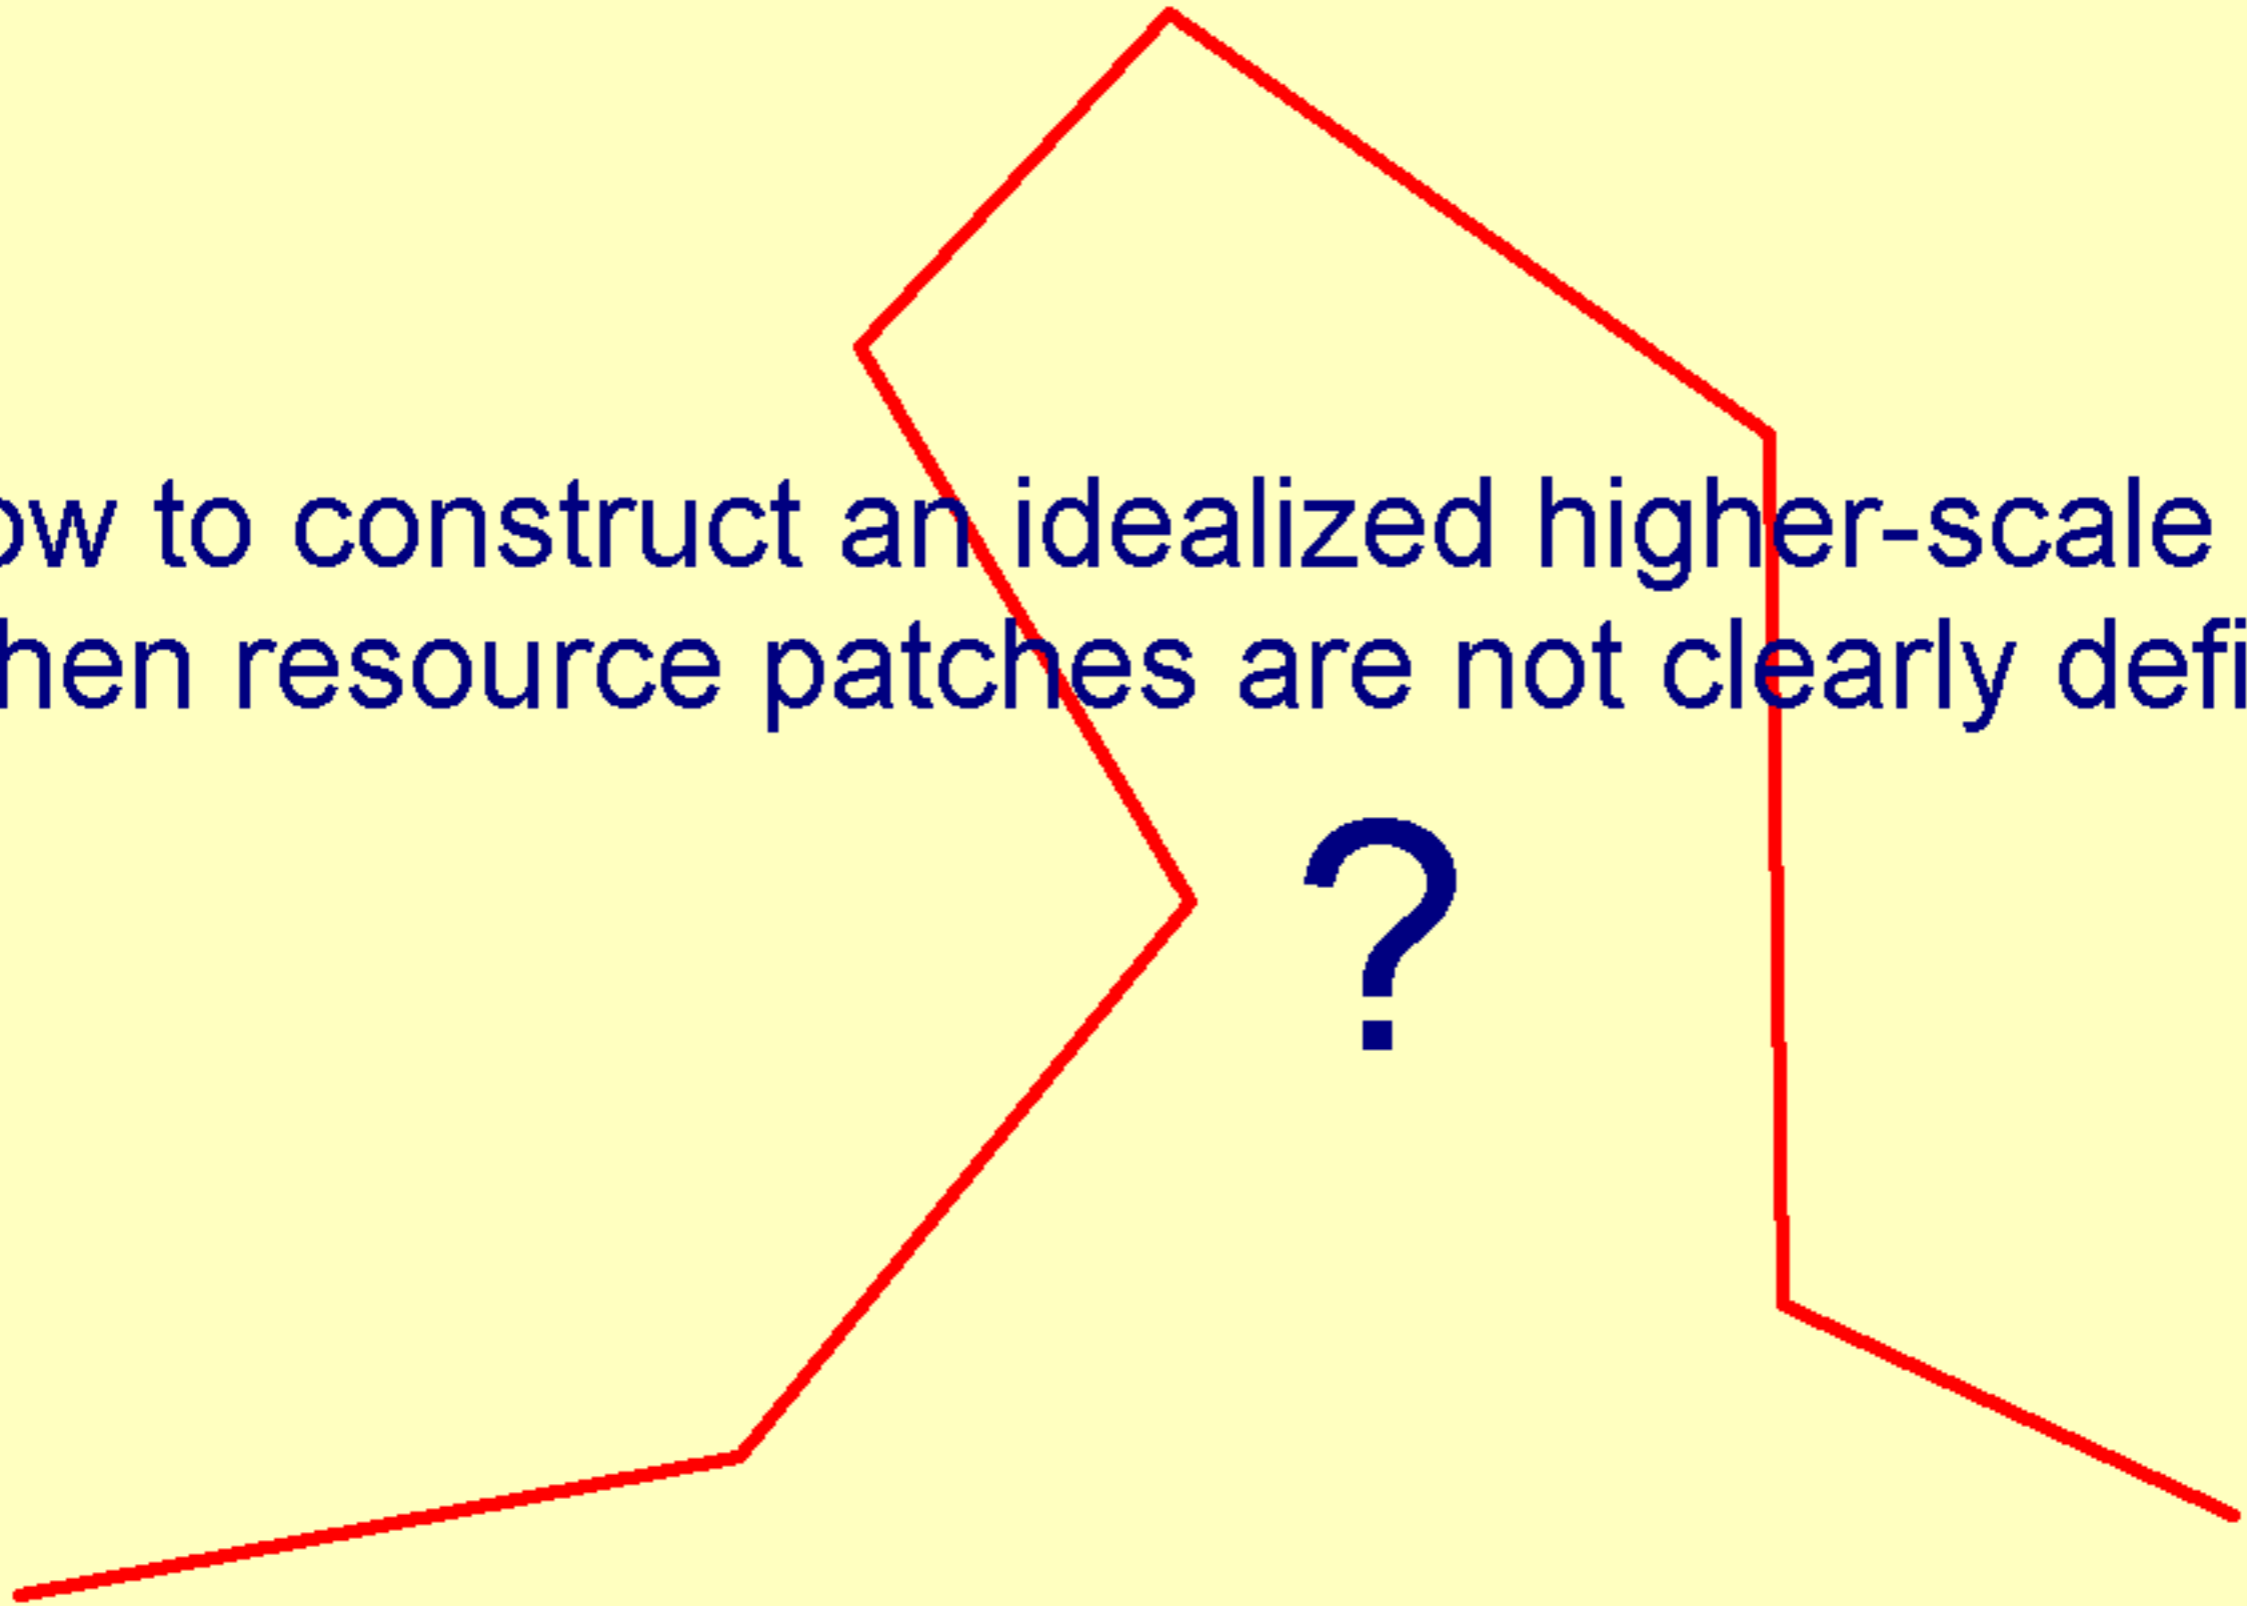 ow to construct an idealized higher-scale
hen resource patches are not clearly defi
?